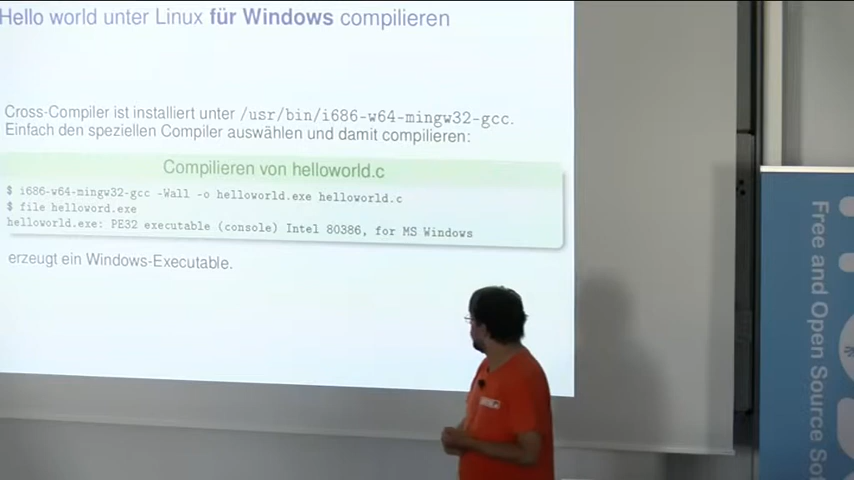 Hello world unter Linux für Windows compilieren
Cross-Compiler ist installiert unter /usr/bin/i686-w64-mingw32-gcc.
Einfach den speziellen Compiler auswählen und damit compilieren:
Compilieren von helloworld.c
$ i686-w64-mingw32-gcc -Wall -o helloworld.exe helloworld.c
$ file helloword.exe
helloworld.exe: PE32 executable (console) Intel 80386, for MS Windows
erzeugt ein Windows-Executable.
Free and Open Source Sof